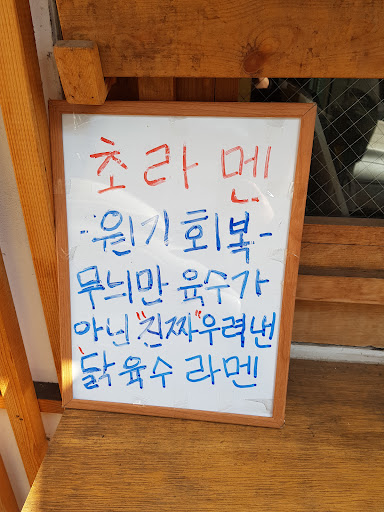 초라멘
-원기회복-
무늬만 육수가
아닌 "진짜" 우려낸
닭육수 라멘